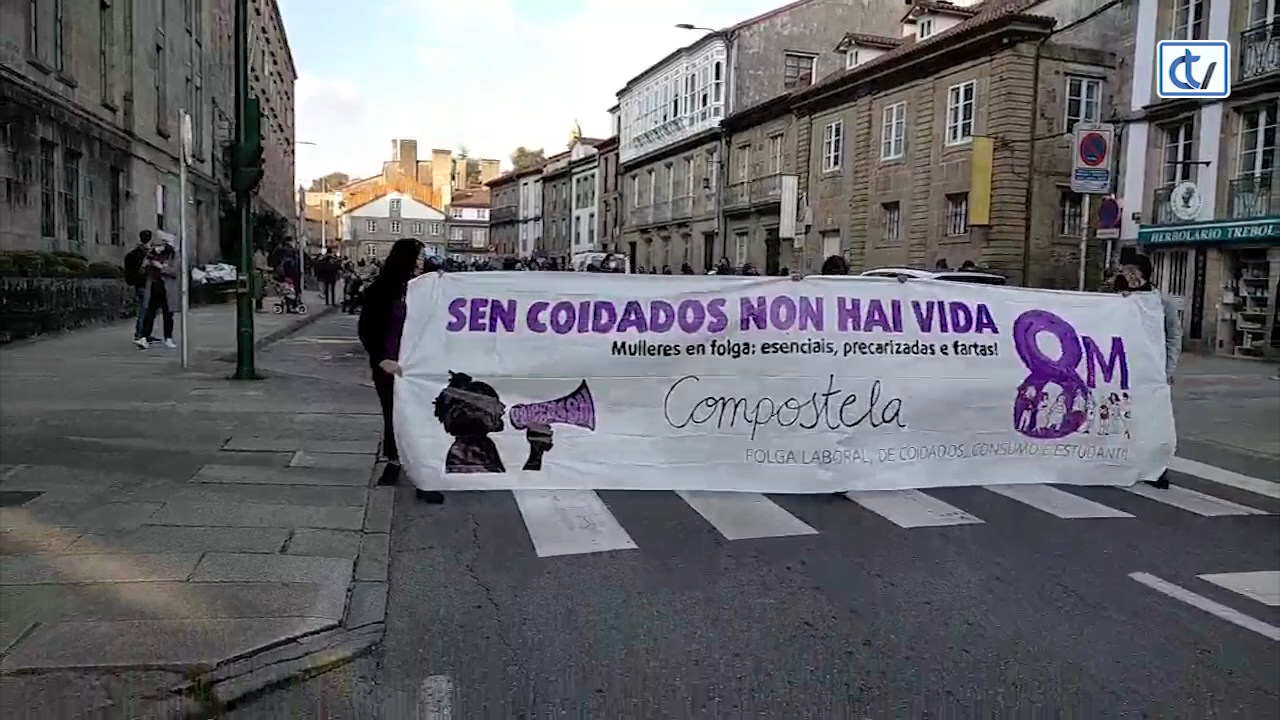 SEN COIDADOS NON HAI VIDA
Mulleres en folga: esenciais, precarizadas e fartas!
8M
Compostela
FOLGA LABORAL, DE COIDADOS, CONSUMO E ESTUDANTIL
HERBOLARIO TREBOL
ctv